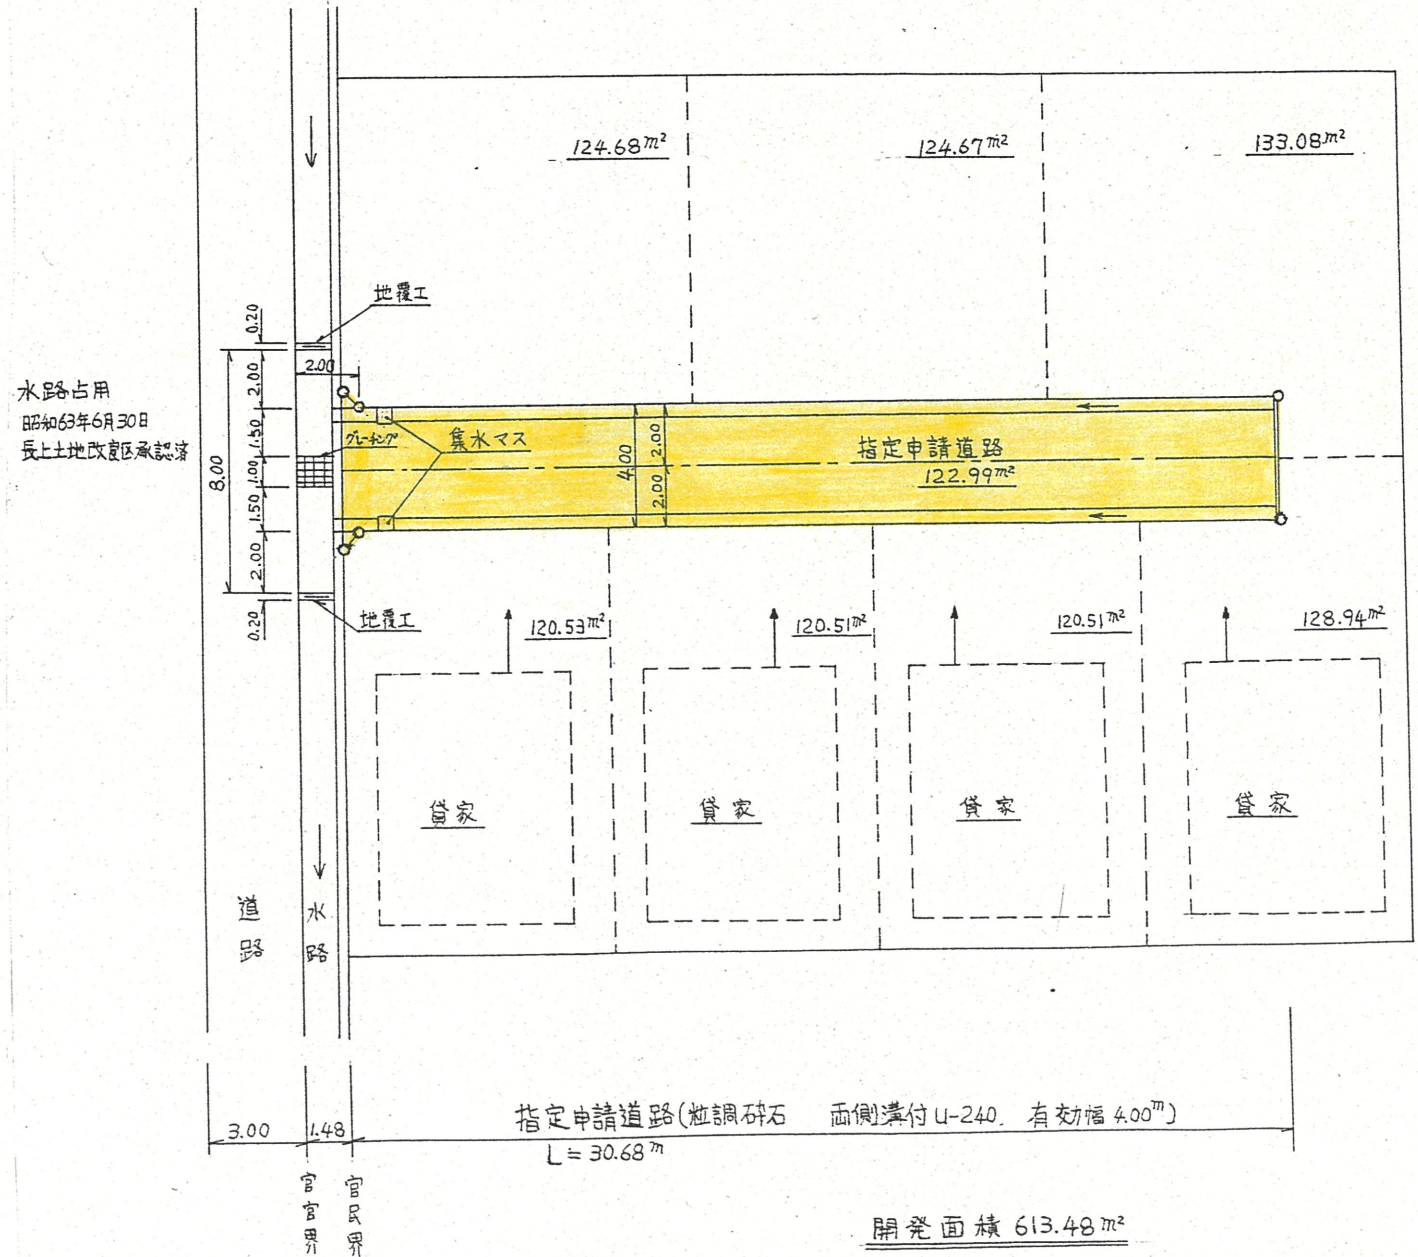 124.68m²
124.67m²
133.08m²
地覆工
0.20
2.00
2.00
水路占用
昭和63年6月30日
長上土地改良区承認済
8.00
1.50
グレーチング
集水マス
1.00
4.00
2.00
2.00
指定申請道路
122.99m²
1.50
2.00
0.20
地覆工
120.53m²
120.51m²
120.51m²
128.94m²
貸家
貸家
貸家
貸家
道路
水路
3.00
1.48
指定申請道路(粒調砕石 両側溝付U-240. 有効幅4.00m)
L=30.68m
官官界
官民界
開発面積 613.48m²